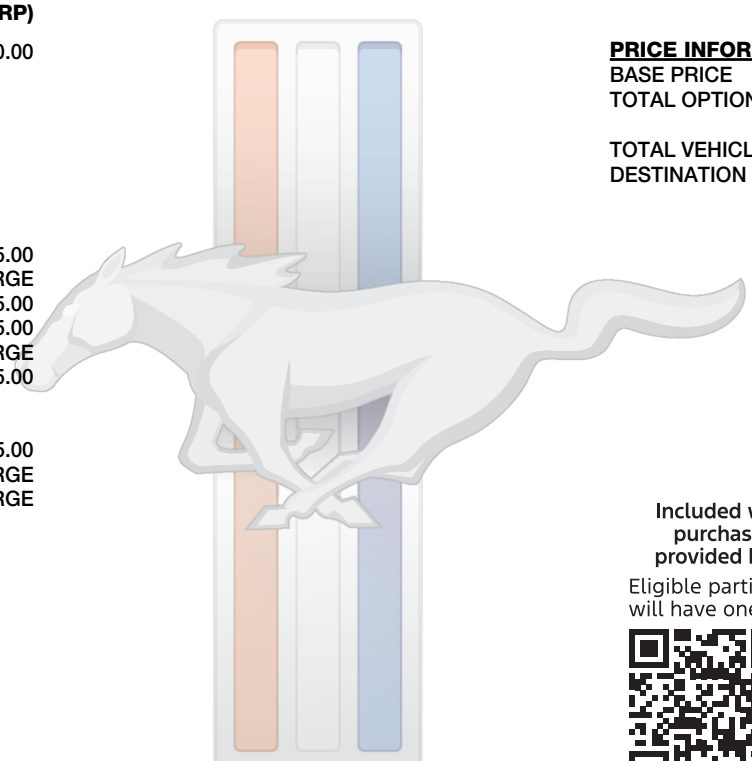 RP)
0.00
5.00
RGE
5.00
5.00
RGE
5.00
5.00
RGE
RGE
PRICE INFOR
BASE PRICE
TOTAL OPTION
TOTAL VEHICL
DESTINATION
Included
purchas
provided
Eligible parti
will have one